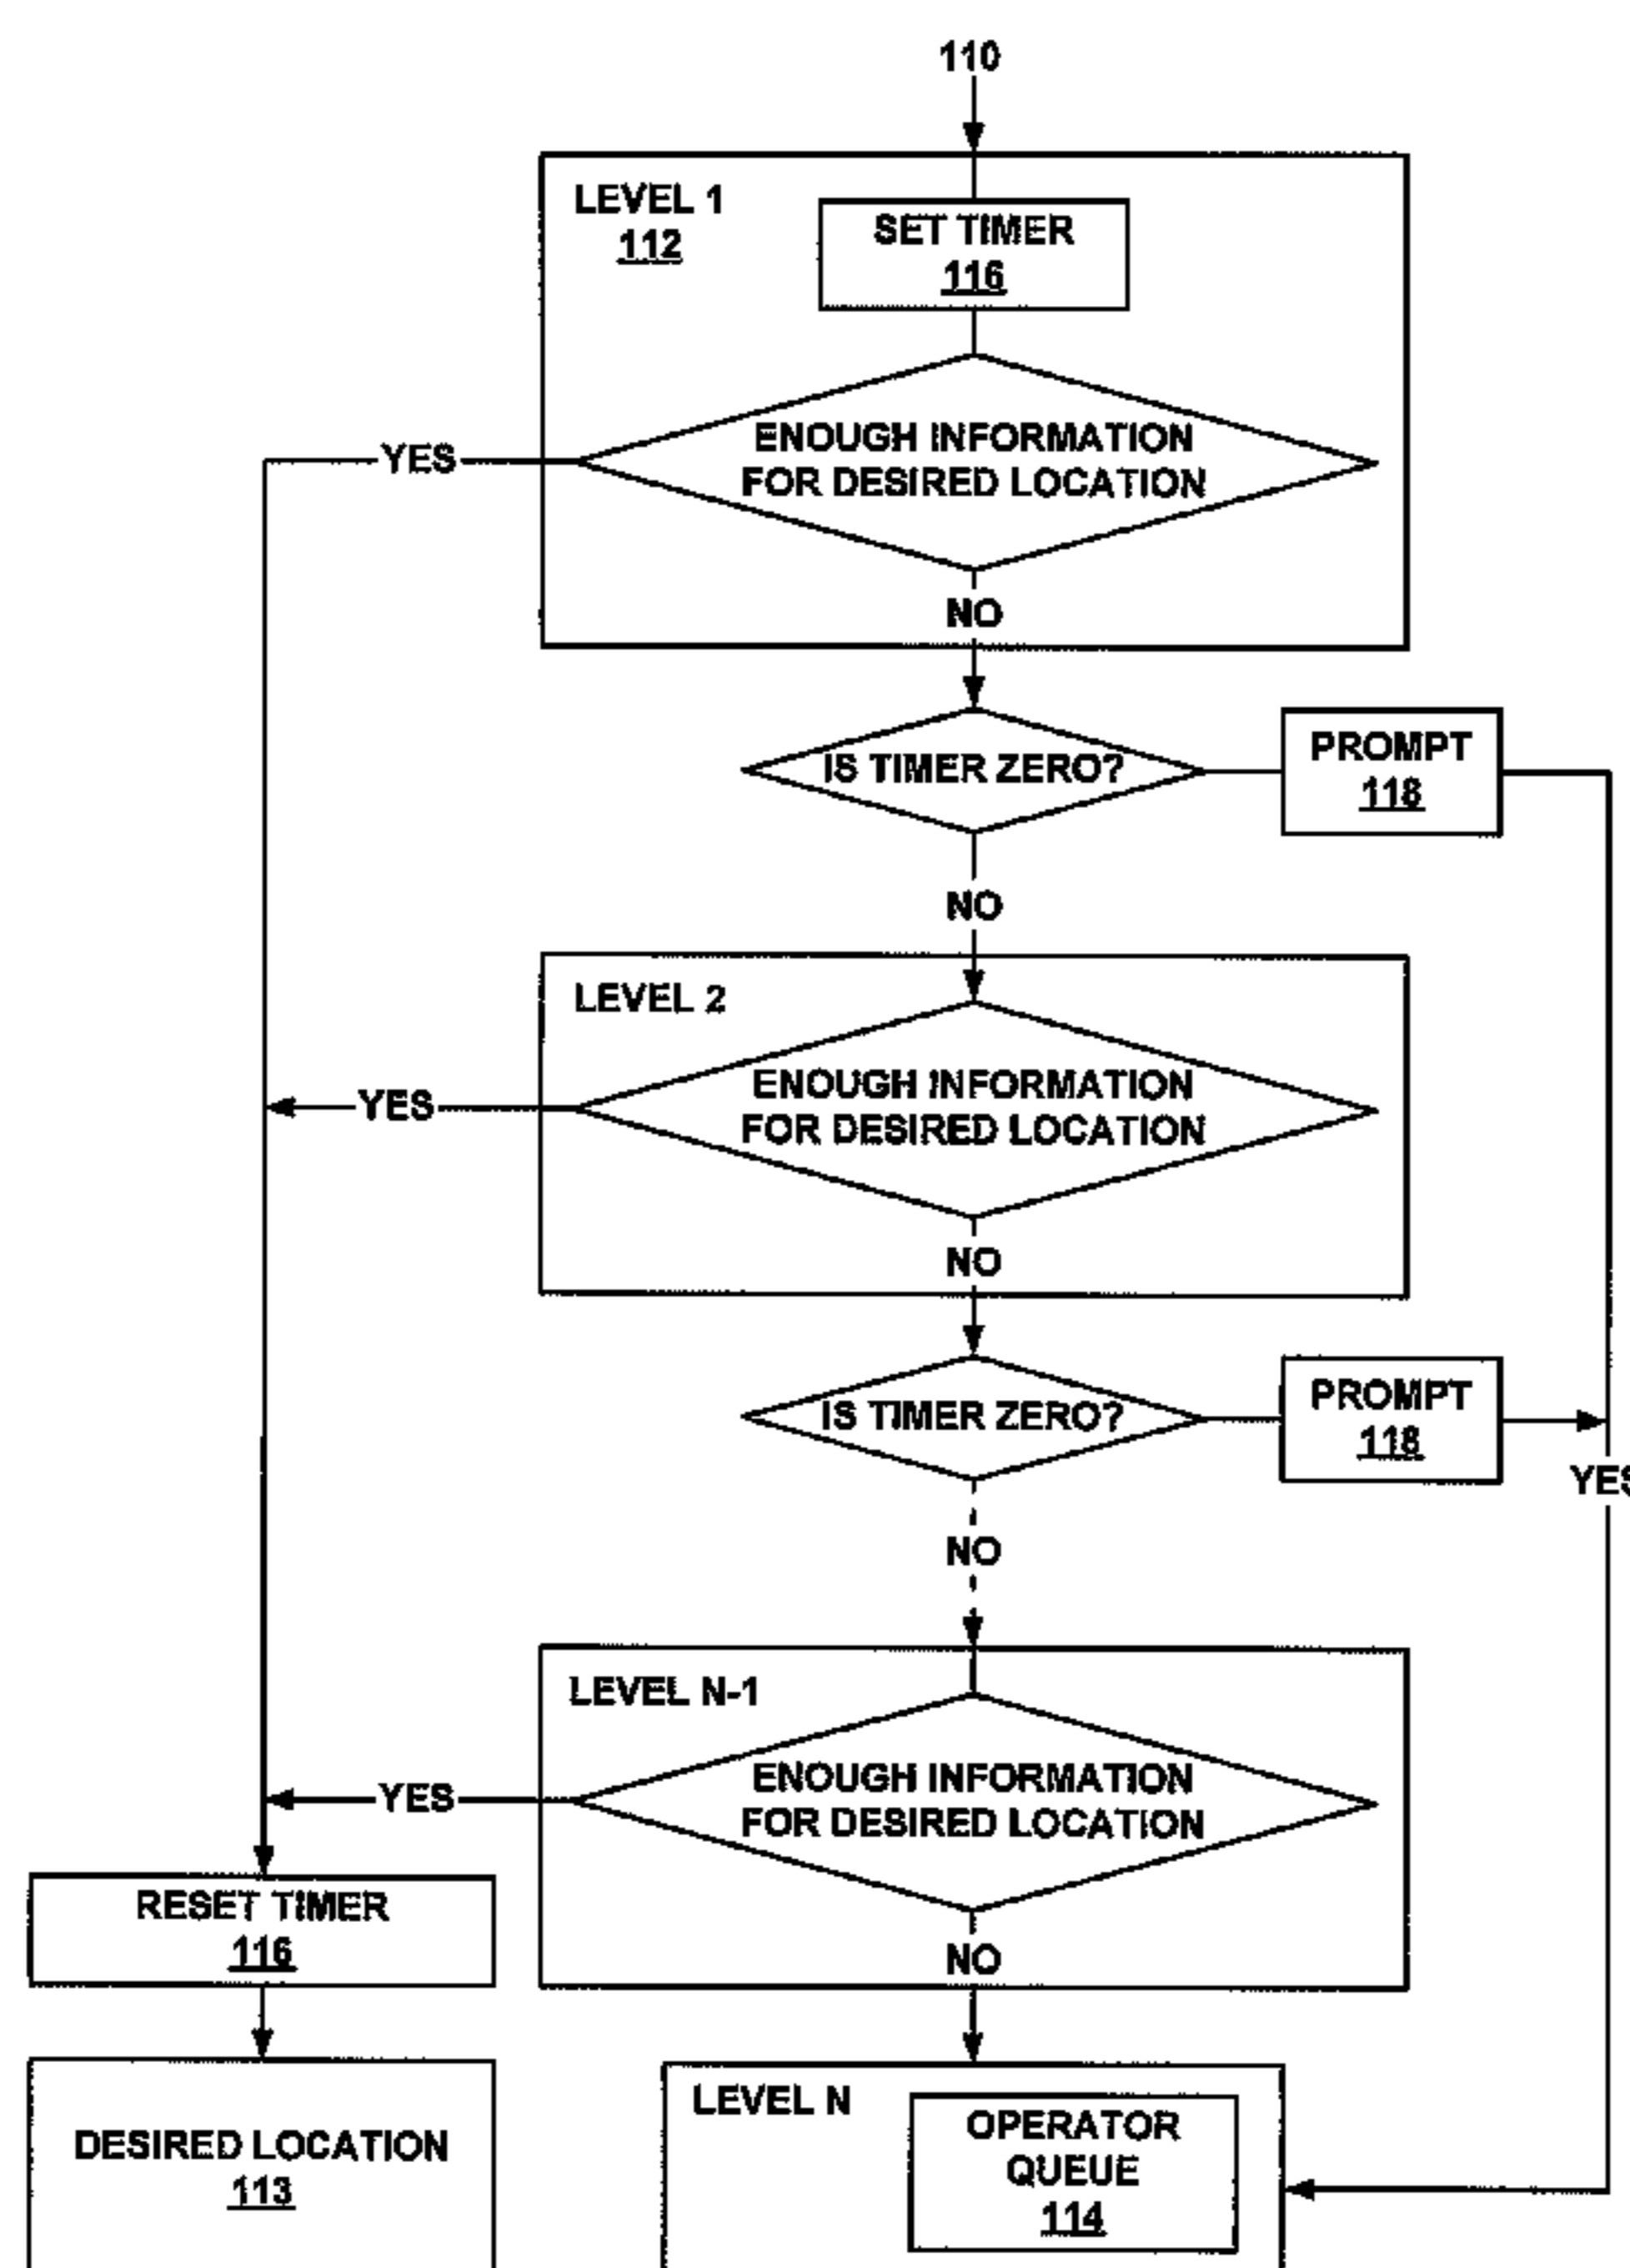 110
LEVEL 1
112
SET TIMER
116
ENOUGH INFORMATION
FOR DESIRED LOCATION
YES
NO
IS TIMER ZERO?
PROMPT
118
NO
LEVEL 2
ENOUGH INFORMATION
FOR DESIRED LOCATION
YES
NO
IS TIMER ZERO?
PROMPT
118
YES
NO
LEVEL N-1
ENOUGH INFORMATION
FOR DESIRED LOCATION
YES
NO
RESET TIMER
116
DESIRED LOCATION
113
LEVEL N
OPERATOR
QUEUE
114